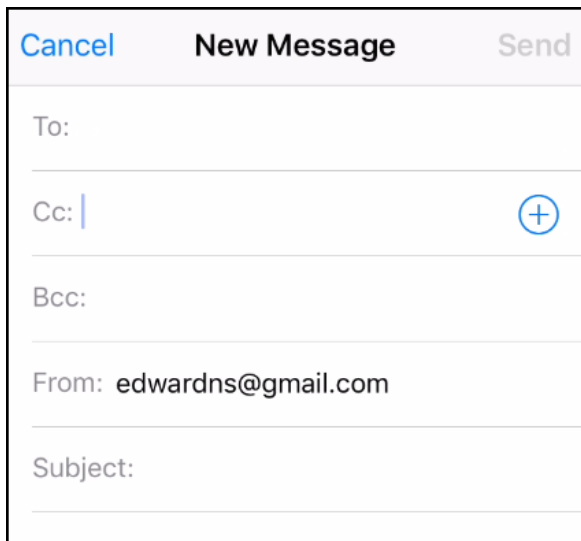 Cancel New Message Send
To:
Cc:
Bcc:
From: edwardns@gmail.com
Subject: